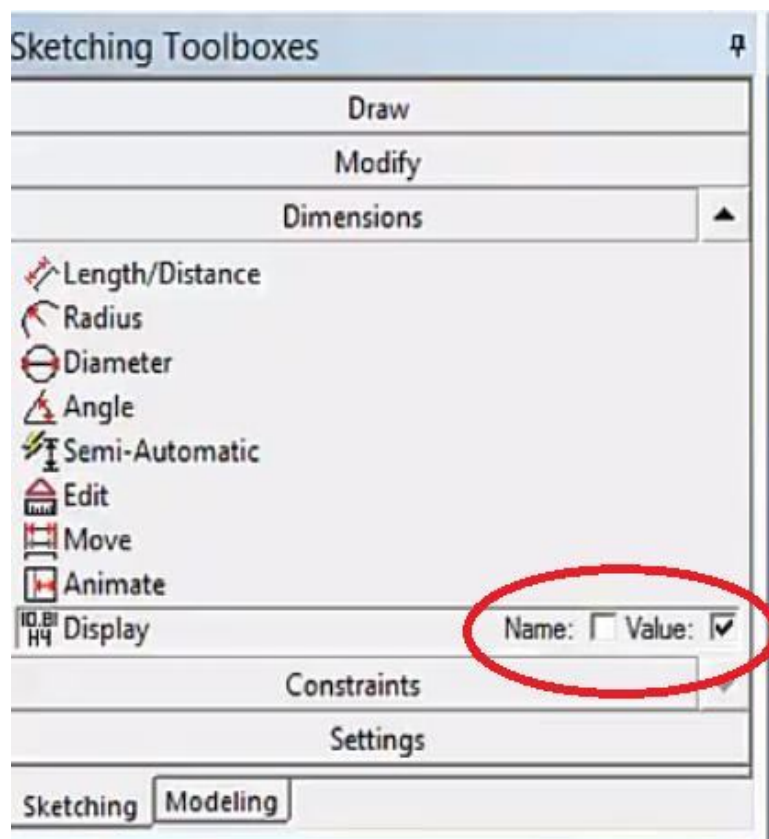 Sketching Toolboxes
Draw
Modify
Dimensions
Length/Distance
Radius
Diameter
Angle
Semi-Automatic
Edit
Move
Animate
Display Name: Value:
Constraints
Settings
Sketching Modeling